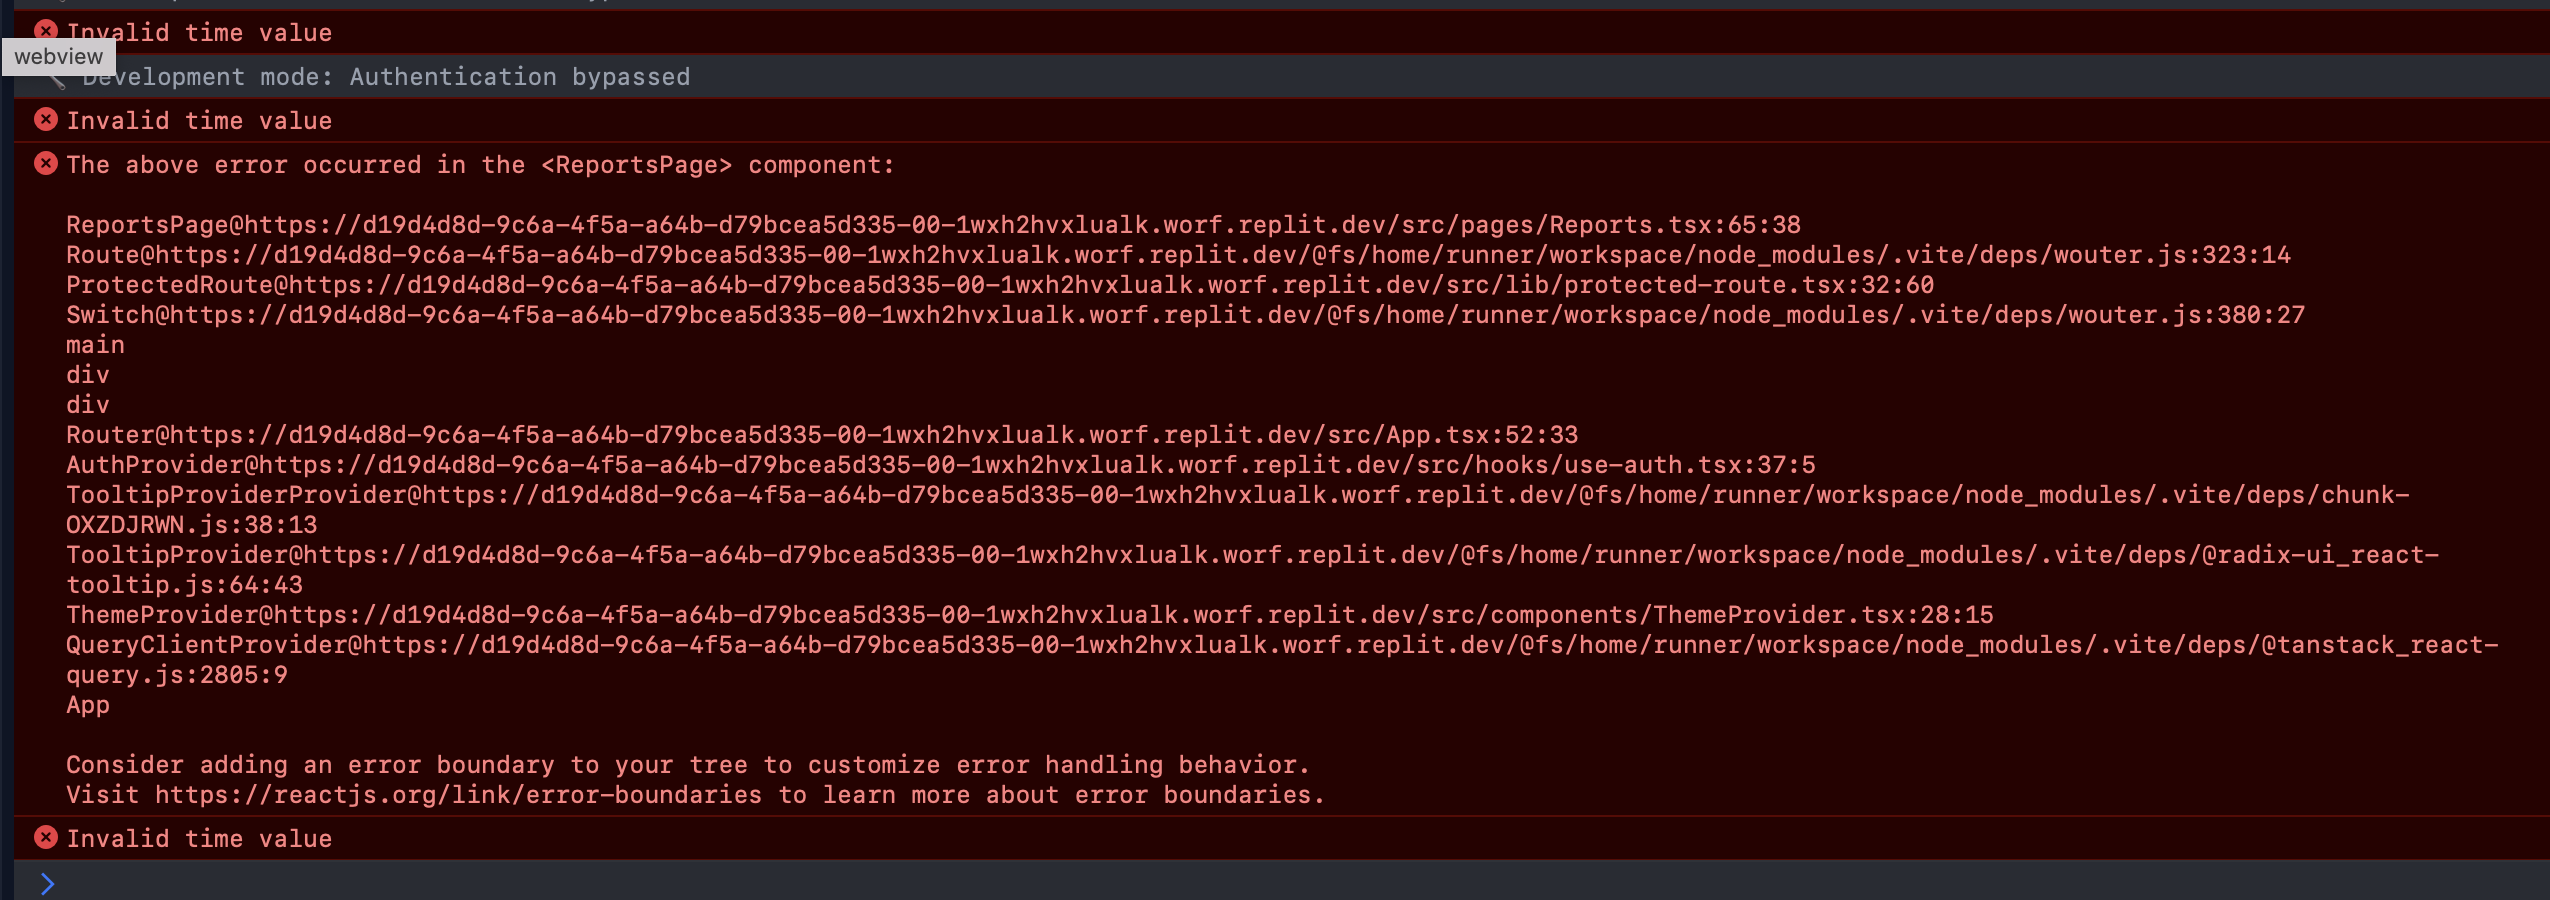 Invalid time value
webview
Development mode: Authentication bypassed
Invalid time value
The above error occurred in the <ReportsPage> component:
ReportsPage@https://d19d4d8d-9c6a-4f5a-a64b-d79bcea5d335-00-1wxh2hvxlualk.worf.replit.dev/src/pages/Reports.tsx:65:38
Route@https://d19d4d8d-9c6a-4f5a-a64b-d79bcea5d335-00-1wxh2hvxlualk.worf.replit.dev/@fs/home/runner/workspace/node_modules/.vite/deps/wouter.js:323:14
ProtectedRoute@https://d19d4d8d-9c6a-4f5a-a64b-d79bcea5d335-00-1wxh2hvxlualk.worf.replit.dev/src/lib/protected-route.tsx:32:60
Switch@https://d19d4d8d-9c6a-4f5a-a64b-d79bcea5d335-00-1wxh2hvxlualk.worf.replit.dev/@fs/home/runner/workspace/node_modules/.vite/deps/wouter.js:380:27
main
div
div
Router@https://d19d4d8d-9c6a-4f5a-a64b-d79bcea5d335-00-1wxh2hvxlualk.worf.replit.dev/src/App.tsx:52:33
AuthProvider@https://d19d4d8d-9c6a-4f5a-a64b-d79bcea5d335-00-1wxh2hvxlualk.worf.replit.dev/src/hooks/use-auth.tsx:37:5
TooltipProviderProvider@https://d19d4d8d-9c6a-4f5a-a64b-d79bcea5d335-00-1wxh2hvxlualk.worf.replit.dev/@fs/home/runner/workspace/node_modules/.vite/deps/chunk-
OXZDJRWN.js:38:13
TooltipProvider@https://d19d4d8d-9c6a-4f5a-a64b-d79bcea5d335-00-1wxh2hvxlualk.worf.replit.dev/@fs/home/runner/workspace/node_modules/.vite/deps/@radix-ui_react-
tooltip.js:64:43
ThemeProvider@https://d19d4d8d-9c6a-4f5a-a64b-d79bcea5d335-00-1wxh2hvxlualk.worf.replit.dev/src/components/ThemeProvider.tsx:28:15
QueryClientProvider@https://d19d4d8d-9c6a-4f5a-a64b-d79bcea5d335-00-1wxh2hvxlualk.worf.replit.dev/@fs/home/runner/workspace/node_modules/.vite/deps/@tanstack_react-
query.js:2805:9
App
Consider adding an error boundary to your tree to customize error handling behavior.
Visit https://reactjs.org/link/error-boundaries to learn more about error boundaries.
Invalid time value